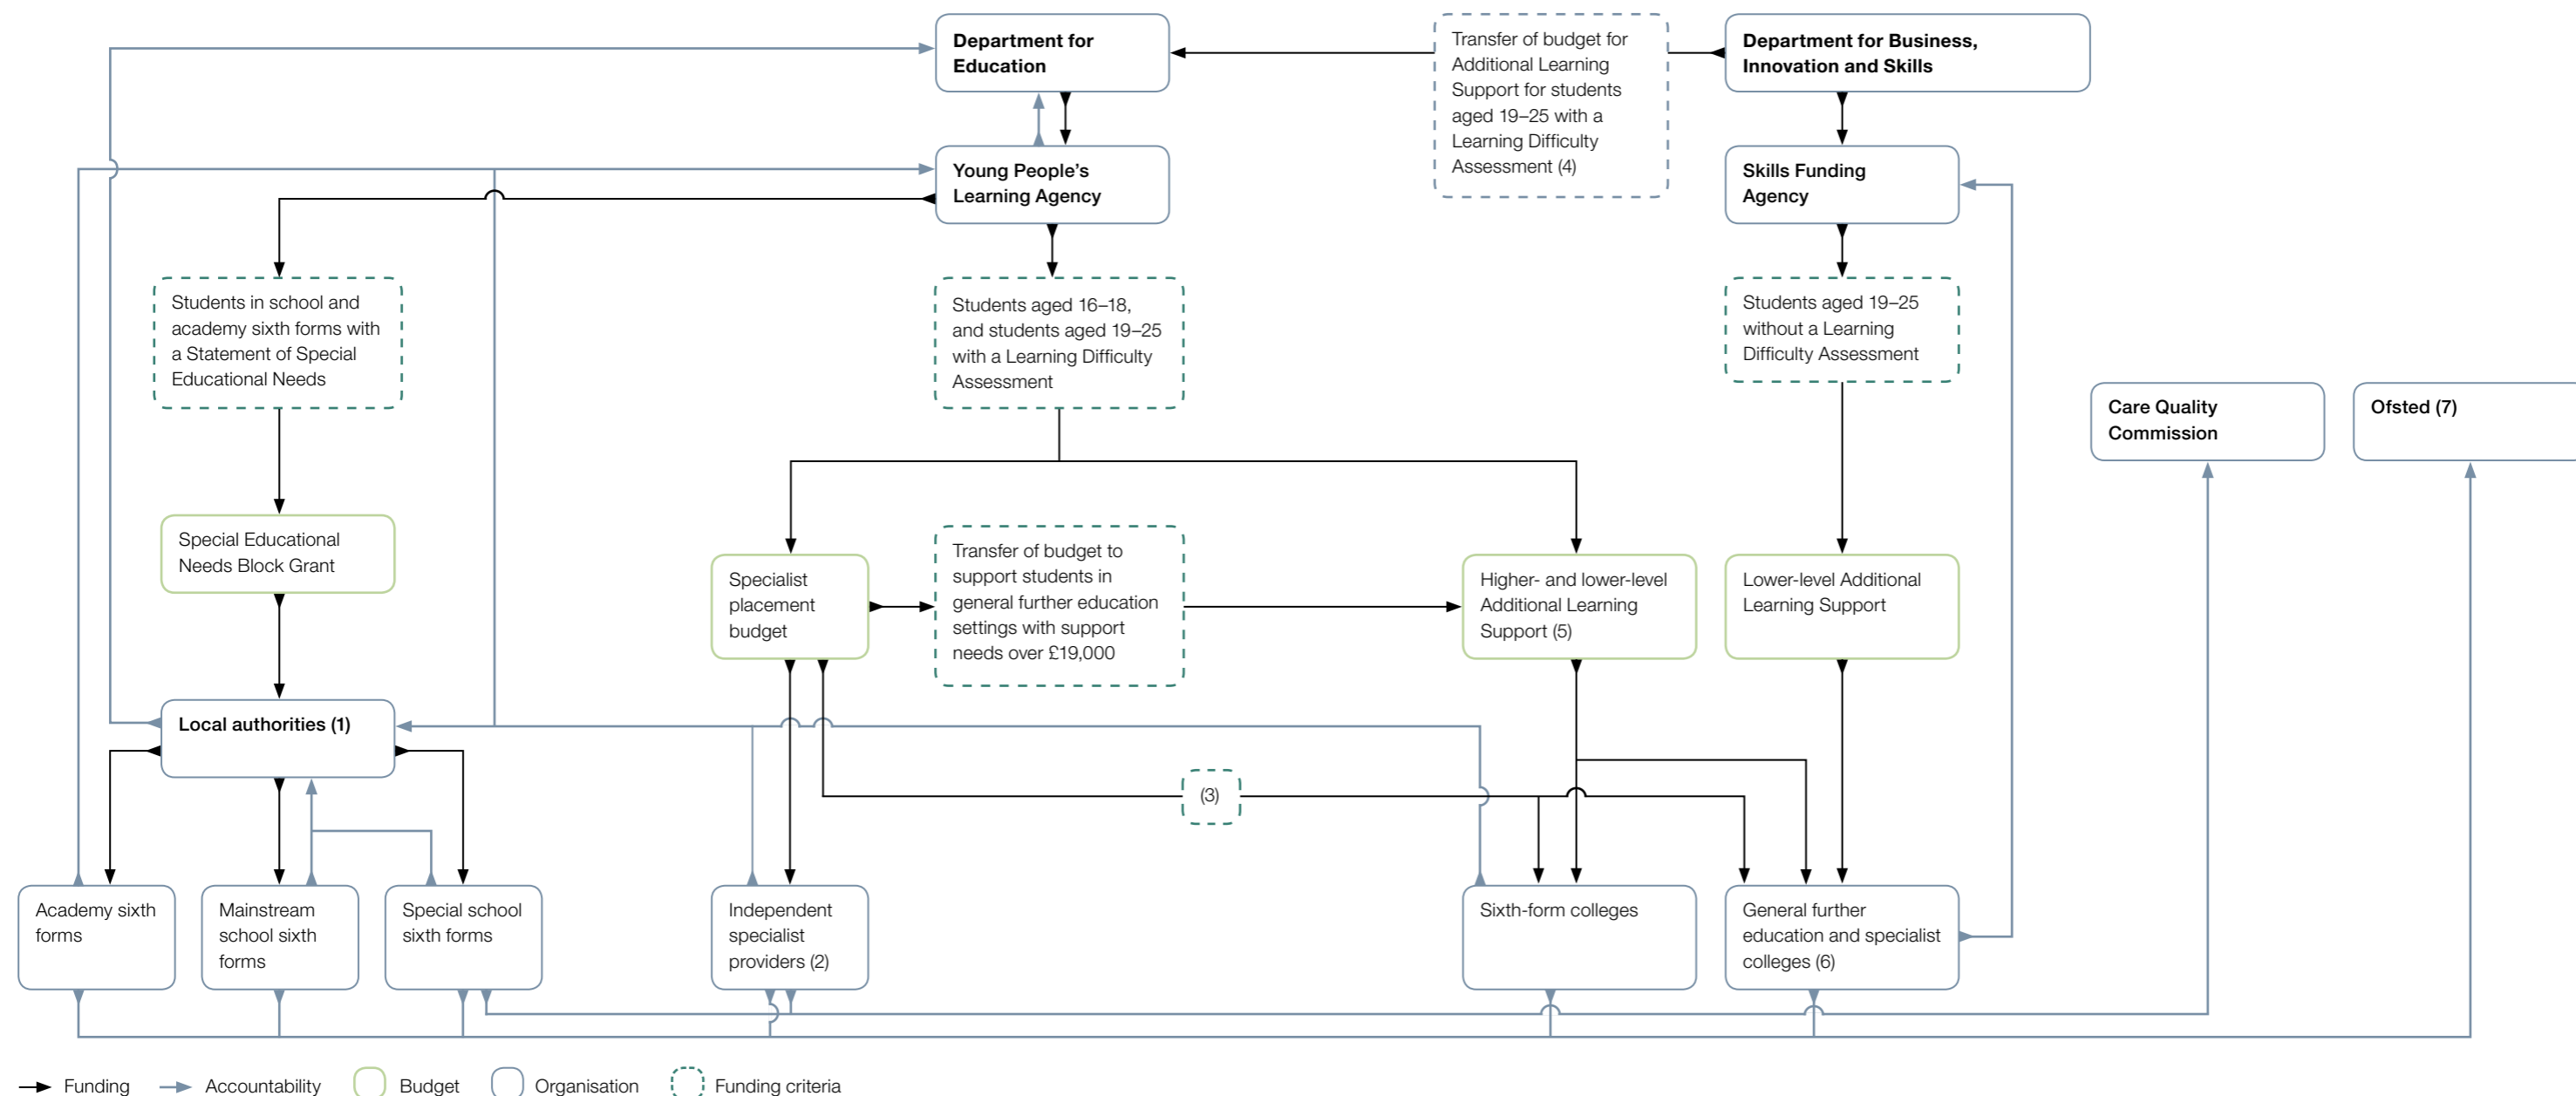 Department for
Education
Transfer of budget for
Additional Learning
Support for students
aged 19–25 with a
Learning Difficulty
Assessment (4)
Department for Business,
Innovation and Skills
Young People’s
Learning Agency
Skills Funding
Agency
Students in school and
academy sixth forms with
a Statement of Special
Educational Needs
Students aged 16–18,
and students aged 19–25
with a Learning Difficulty
Assessment
Students aged 19–25
without a Learning
Difficulty Assessment
Care Quality
Commission
Ofsted (7)
Special Educational
Needs Block Grant
Specialist
placement
budget
Transfer of budget to
support students in
general further education
settings with support
needs over £19,000
Higher- and lower-level
Additional Learning
Support (5)
Lower-level Additional
Learning Support
Local authorities (1)
(3)
Academy sixth
forms
Mainstream
school sixth
forms
Special school
sixth forms
Independent
specialist
providers (2)
Sixth-form colleges
General further
education and specialist
colleges (6)
Funding
Accountability
Budget
Organisation
Funding criteria